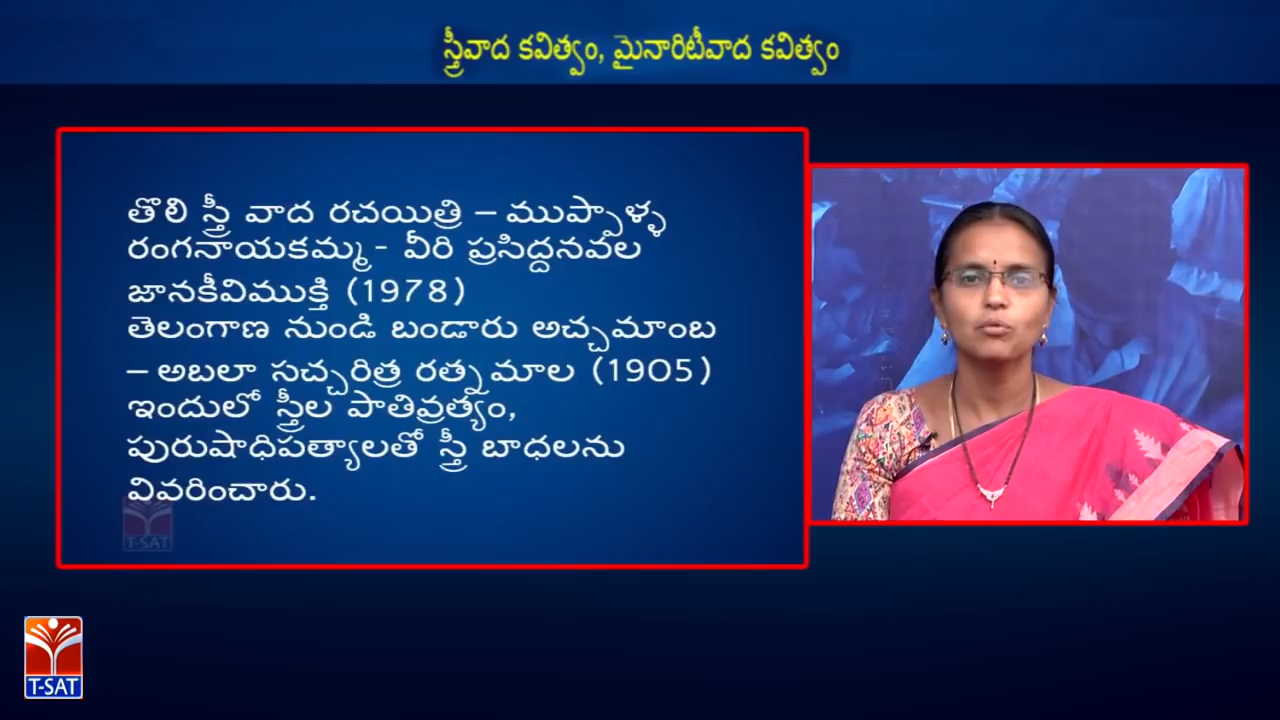 స్త్రీవాద కవిత్వం, మైనారిటీవాద కవిత్వం
తొలి స్త్రీ వాద రచయిత్రి – ముప్పాళ్ళ
రంగనాయకమ్మ - వీరి ప్రసిద్దనవల
జానకీవిముక్తి (1978)
తెలంగాణ నుండి బండారు అచ్చమాంబ
– అబలా సచ్చరిత్ర రత్నమాల (1905)
ఇందులో స్త్రీల పాతివ్రత్యం,
పురుషాధిపత్యాలతో స్త్రీ బాధలను
వివరించారు.
T-SAT
T-SAT